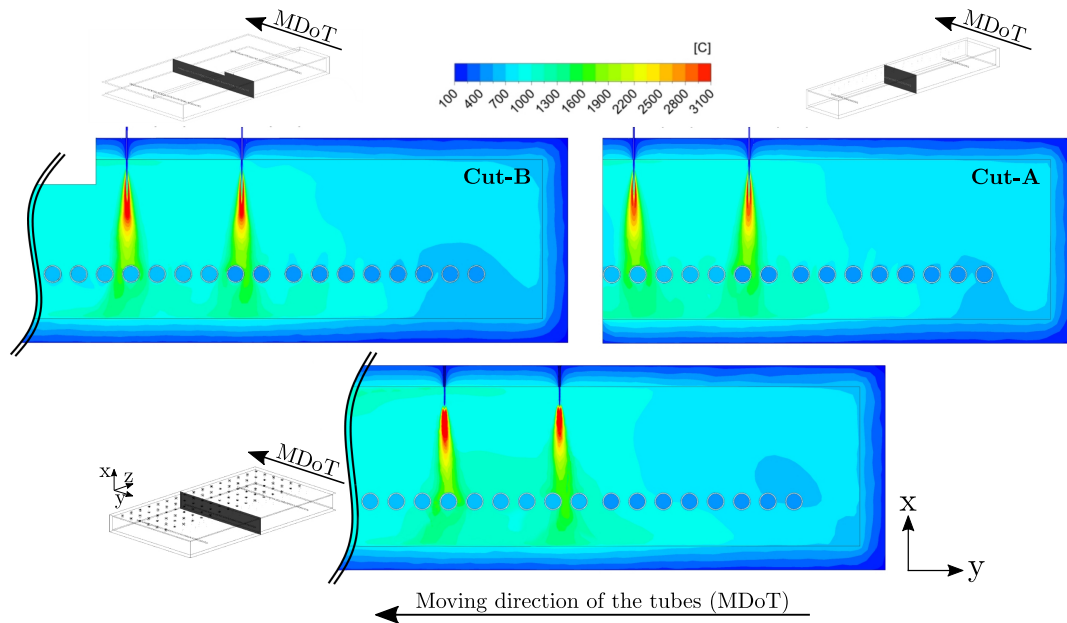 MDoT
[C]
MDoT
100
400
700
1000
1300
1600
1900
2200
2500
2800
3100
Cut-B
Cut-A
MDoT
x
z
y
x
y
Moving direction of the tubes (MDoT)